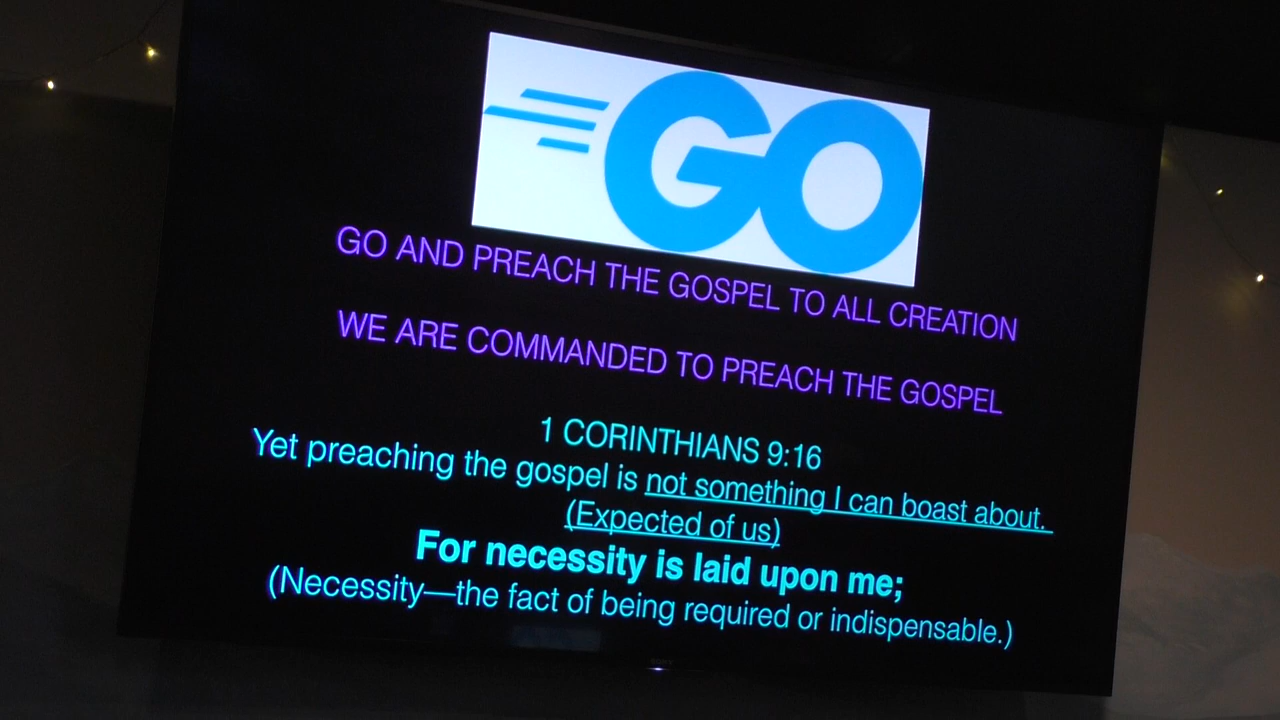 GO
GO AND PREACH THE GOSPEL TO ALL CREATION
WE ARE COMMANDED TO PREACH THE GOSPEL
1 CORINTHIANS 9:16
Yet preaching the gospel is not something I can boast about.
(Expected of us)
For necessity is laid upon me;
(Necessity—the fact of being required or indispensable.)